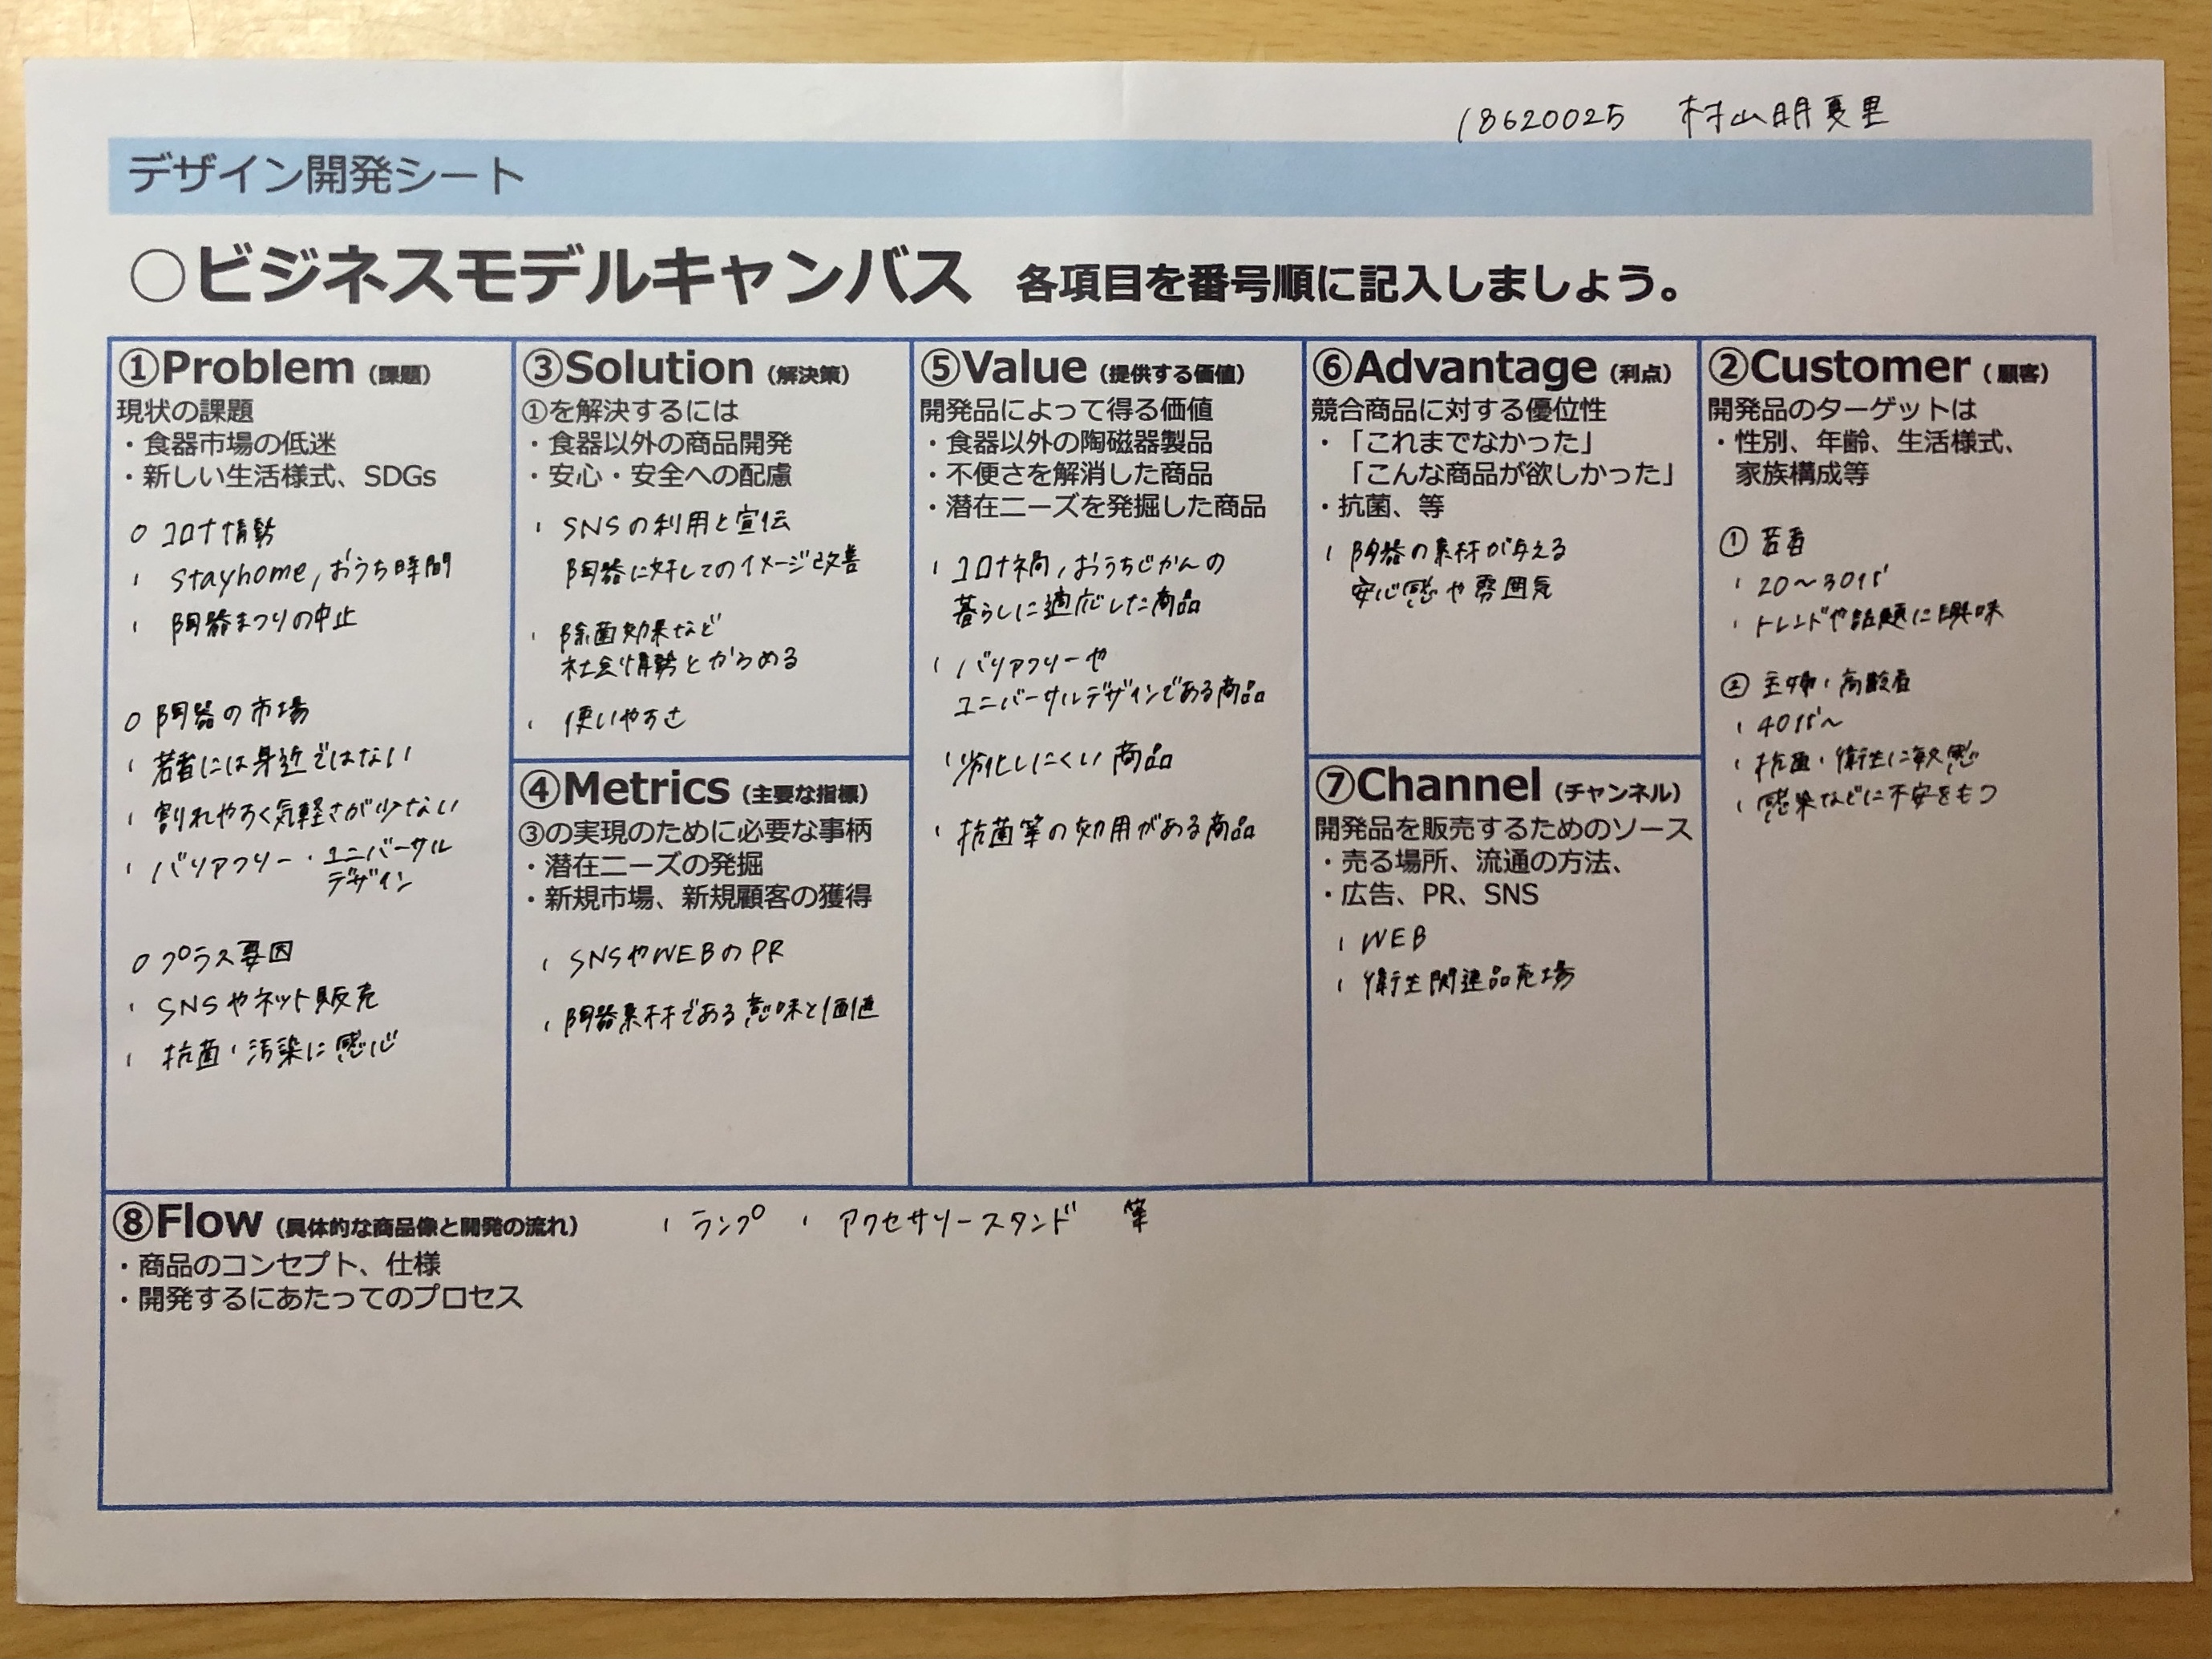 18620025 村山明夏里
デザイン開発シート
○ビジネスモデルキャンバス 各項目を番号順に記入しましょう。
①Problem（課題）
現状の課題
・食器市場の低迷
・新しい生活様式、SDGs
○ コロナ情勢
・ stayhome, おうち時間
・ 陶器まつりの中止
○ 陶器の市場
・ 若者には身近ではない
・ 割れやすく気軽さが少ない
・ バリアフリー・ユニバーサル
デザイン
○ プラス要因
・ SNSやネット販売
・ 抗菌・汚染に感心
③Solution（解決策）
①を解決するには
・食器以外の商品開発
・安心・安全への配慮
・ SNSの利用と宣伝
陶器に対してのイメージ改善
・ 除菌効果など
社会情勢とからめる
・ 使いやすさ
④Metrics（主要な指標）
③の実現のために必要な事柄
・潜在ニーズの発掘
・新規市場、新規顧客の獲得
・ SNSやWEBのPR
・ 陶器素材である意味と価値
⑤Value（提供する価値）
開発品によって得る価値
・食器以外の陶磁器製品
・不便さを解消した商品
・潜在ニーズを発掘した商品
・ コロナ禍, おうちじかんの
暮らしに適応した商品
・ バリアフリーや
ユニバーサルデザインである商品
・ 劣化しにくい商品
・ 抗菌等の効用がある商品
⑥Advantage（利点）
競合商品に対する優位性
・「これまでなかった」
「こんな商品が欲しかった」
・抗菌、等
・ 陶器の素材が与える
安心感や雰囲気
⑦Channel（チャンネル）
開発品を販売するためのソース
・売る場所、流通の方法、
・広告、PR、SNS
・ WEB
・ 衛生関連品売場
②Customer（顧客）
開発品のターゲットは
・性別、年齢、生活様式、
家族構成等
① 若者
・ 20〜30代
・ トレンドや話題に興味
② 主婦・高齢者
・ 40代〜
・ 抗菌・衛生に敏感
・ 感染などに不安をもつ
⑧Flow（具体的な商品像と開発の流れ） ・ ランプ ・ アクセサリースタンド 等
・商品のコンセプト、仕様
・開発するにあたってのプロセス